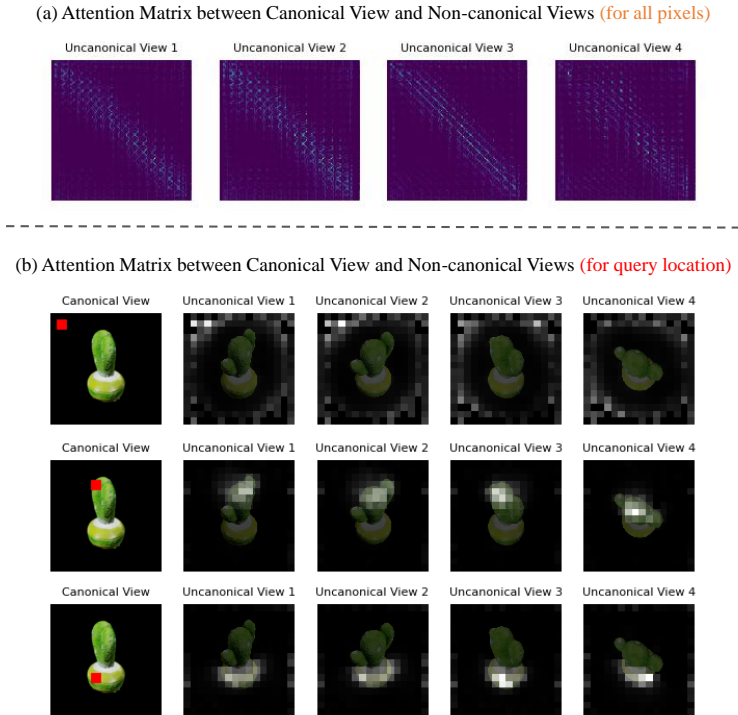 (a) Attention Matrix between Canonical View and Non-canonical Views (for all pixels)
Uncanonical View 1 Uncanonical View 2 Uncanonical View 3 Uncanonical View 4
(b) Attention Matrix between Canonical View and Non-canonical Views (for query location)
Canonical View Uncanonical View 1 Uncanonical View 2 Uncanonical View 3 Uncanonical View 4
Canonical View Uncanonical View 1 Uncanonical View 2 Uncanonical View 3 Uncanonical View 4
Canonical View Uncanonical View 1 Uncanonical View 2 Uncanonical View 3 Uncanonical View 4